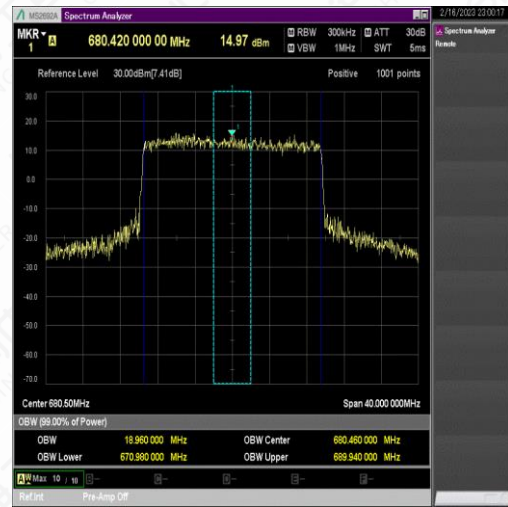 MS2692A Spectrum Analyzer
2/16/2023 23:00:17
MKR 1 A 680.420 000 00 MHz 14.97 dBm
M RBW 300kHz M ATT 30dB
M VBW 1MHz SWT 5ms
Spectrum Analyzer
Remote
Reference Level 30.00dBm[7.41dB] Positive 1001 points
30.0
1
20.0
10.0
0.0
-10.0
-20.0
-30.0
-40.0
-50.0
-60.0
-70.0
Center 680.50MHz Span 40.000 000MHz
OBW (99.00% of Power)
OBW 18.960 000 MHz OBW Center 680.460 000 MHz
OBW Lower 670.980 000 MHz OBW Upper 689.940 000 MHz
A W Max 10 / 10
Ref.Int Pre-Amp Off